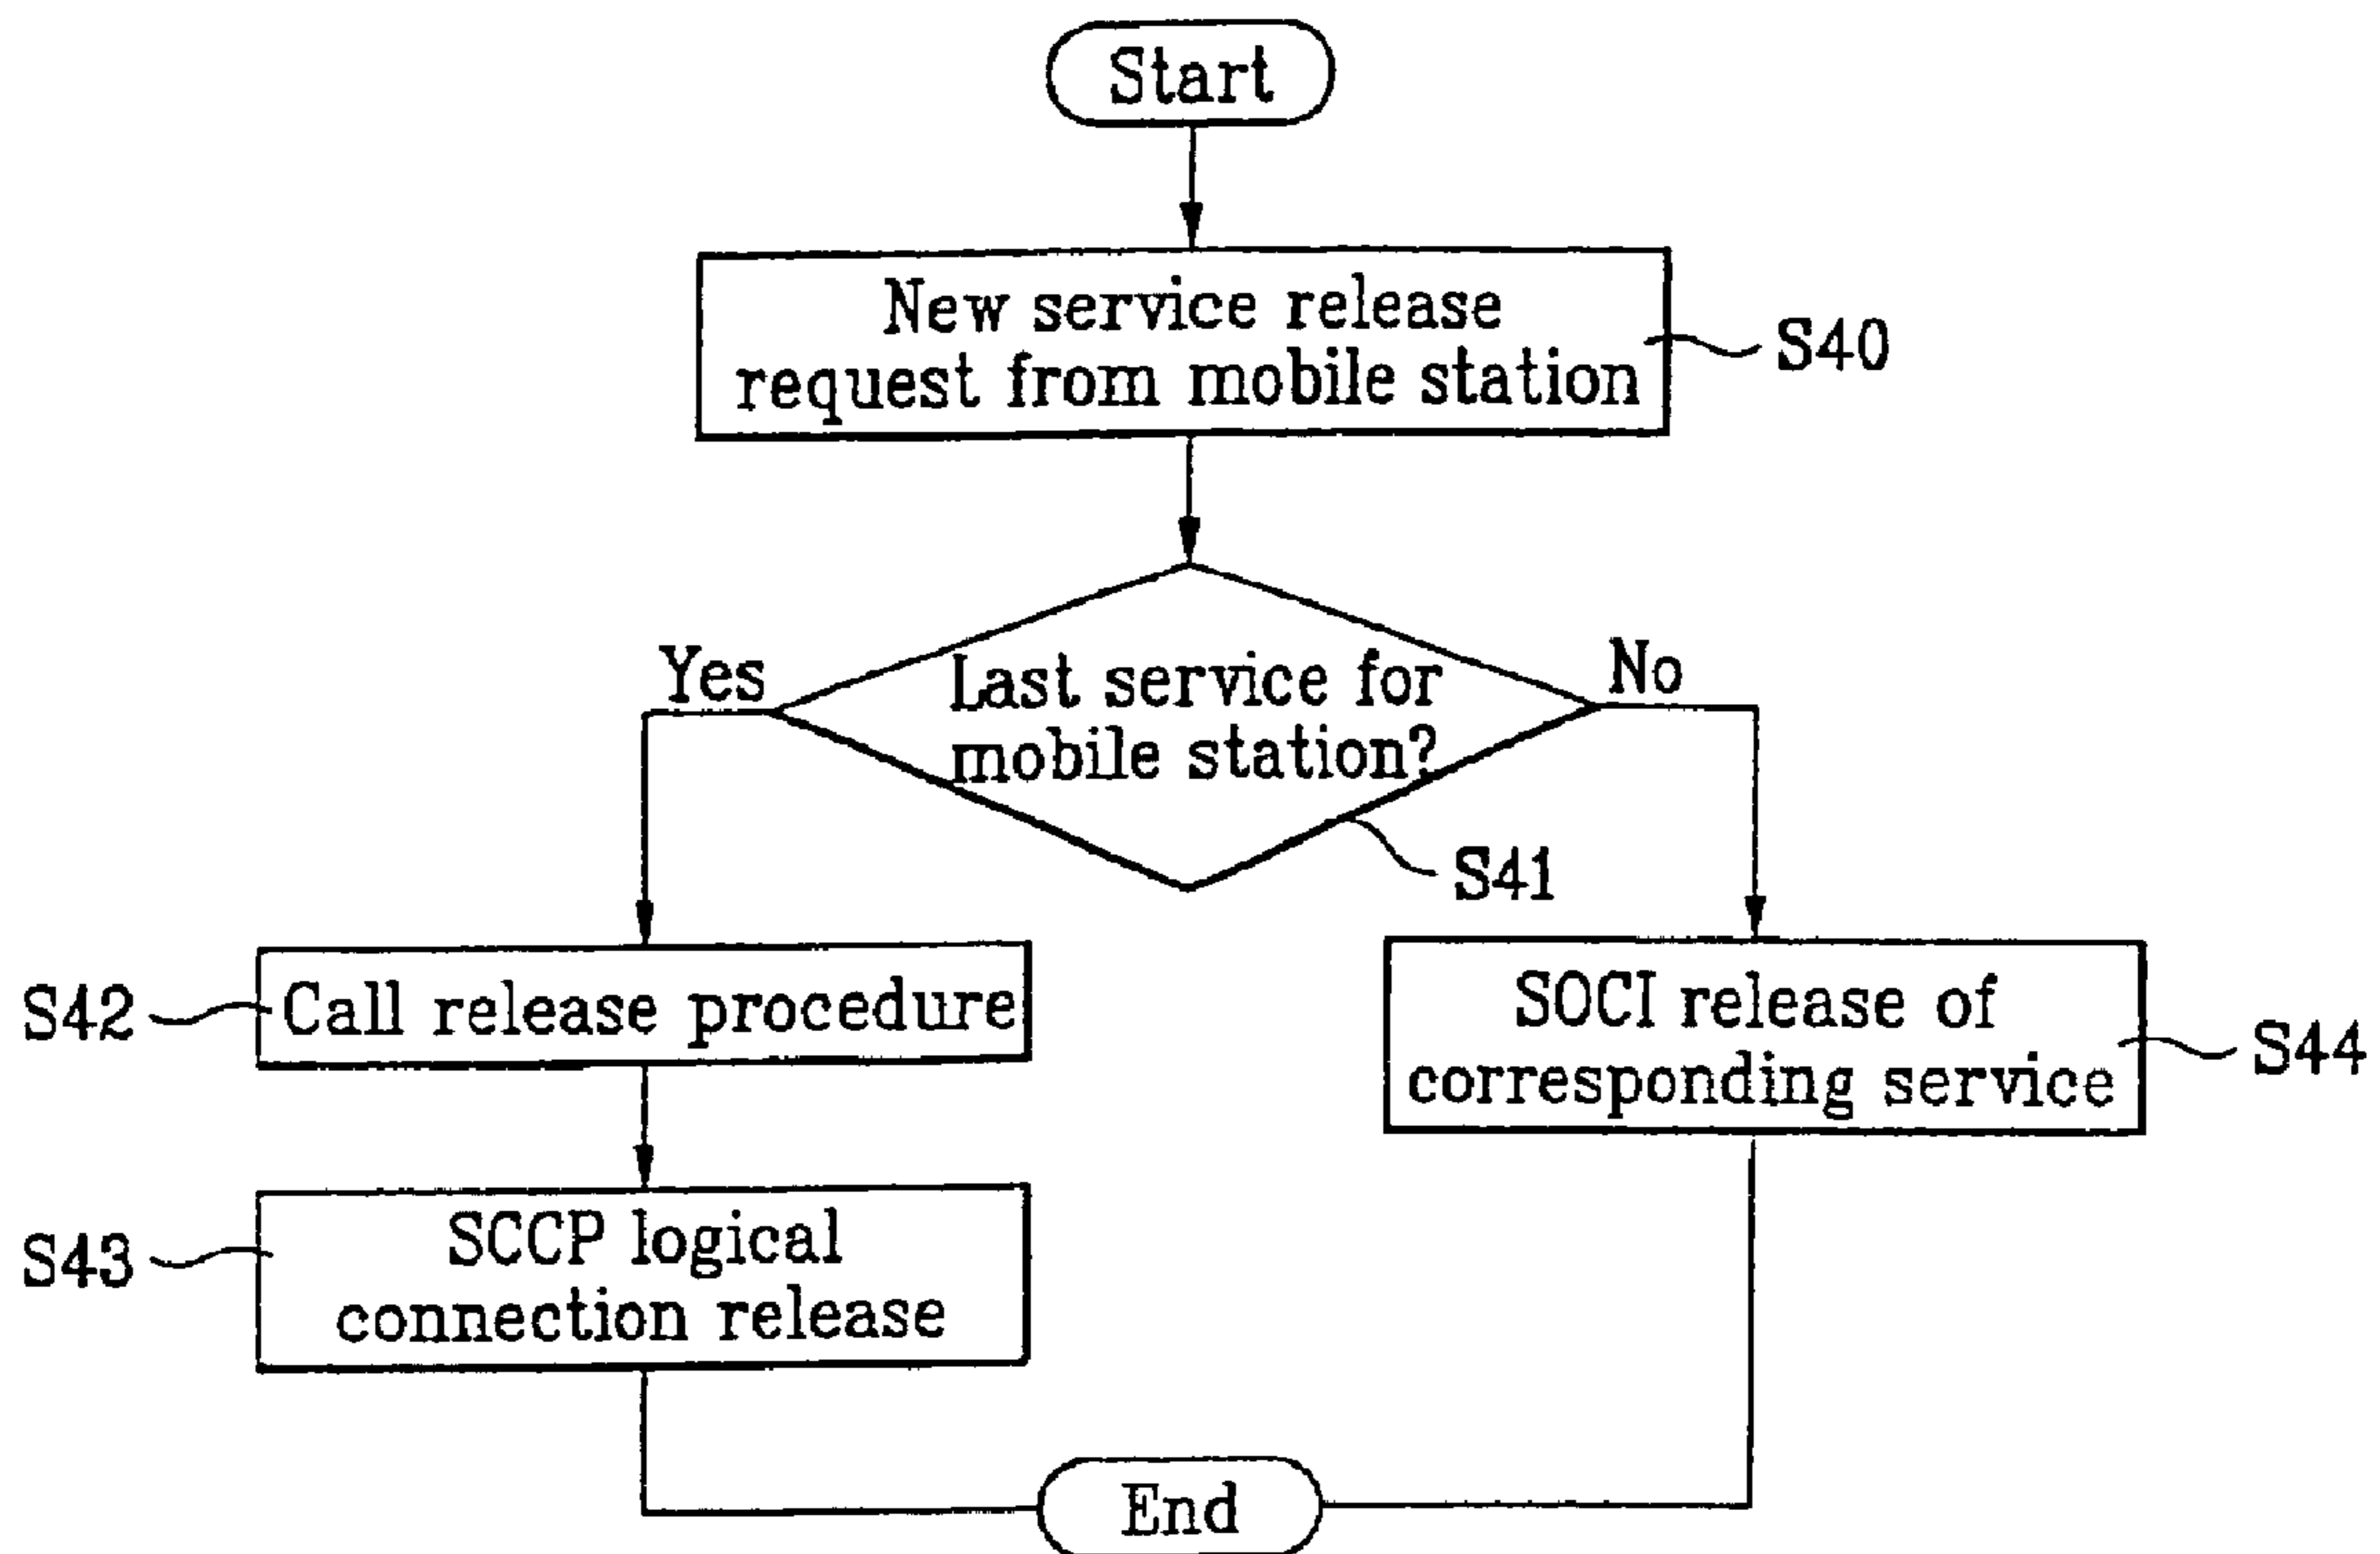 Start
New service release
request from mobile station
S40
Yes
No
Last service for
mobile station?
S41
S42
Call release procedure
SOCI release of
corresponding service
S44
S43
SCCP logical
connection release
End